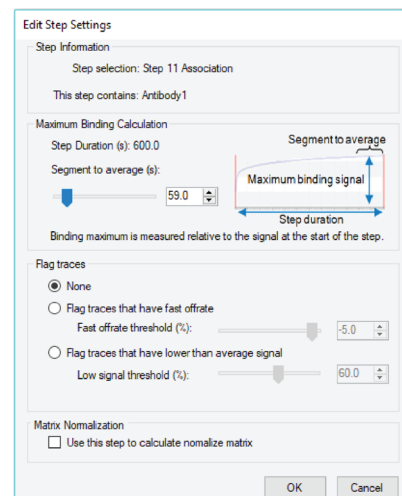 Edit Step Settings
Step Information
Step selection: Step 11 Association
This step contains: Antibody1
Maximum Binding Calculation
Step Duration (s): 600.0
Segment to average
Segment to average (s):
59.0
Maximum binding signal
Step duration
Binding maximum is measured relative to the signal at the start of the step.
Flag traces
None
Flag traces that have fast offrate
Fast offrate threshold (%):
-5.0
Flag traces that have lower than average signal
Low signal threshold (%):
60.0
Matrix Normalization
Use this step to calculate nomalize matrix
OK
Cancel